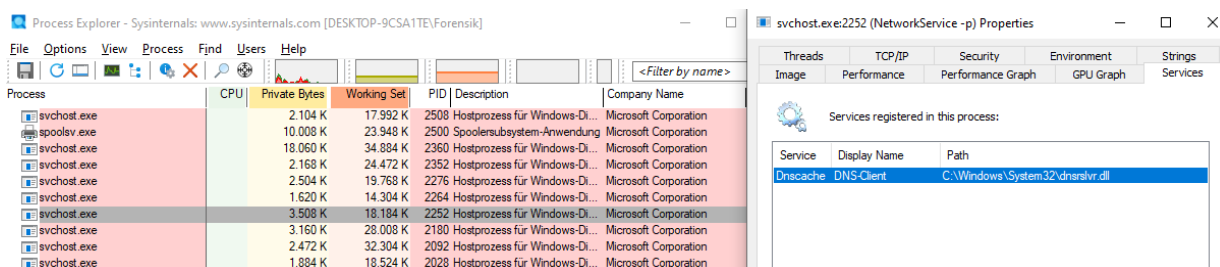 Process Explorer - Sysinternals: www.sysinternals.com [DESKTOP-9CSA1TE\Forensik]
File Options View Process Find Users Help
<Filter by name>
Process CPU Private Bytes Working Set PID Description Company Name
svchost.exe 2.104 K 17.992 K 2508 Hostprozess für Windows-Di... Microsoft Corporation
spoolsv.exe 10.008 K 23.948 K 2500 Spoolersubsystem-Anwendung Microsoft Corporation
svchost.exe 18.060 K 34.884 K 2360 Hostprozess für Windows-Di... Microsoft Corporation
svchost.exe 2.168 K 24.472 K 2352 Hostprozess für Windows-Di... Microsoft Corporation
svchost.exe 2.504 K 19.768 K 2276 Hostprozess für Windows-Di... Microsoft Corporation
svchost.exe 1.620 K 14.304 K 2264 Hostprozess für Windows-Di... Microsoft Corporation
svchost.exe 3.508 K 18.184 K 2252 Hostprozess für Windows-Di... Microsoft Corporation
svchost.exe 3.160 K 28.008 K 2180 Hostprozess für Windows-Di... Microsoft Corporation
svchost.exe 2.472 K 32.304 K 2092 Hostprozess für Windows-Di... Microsoft Corporation
svchost.exe 1.884 K 18.524 K 2028 Hostprozess für Windows-Di... Microsoft Corporation
svchost.exe:2252 (NetworkService -p) Properties
Threads TCP/IP Security Environment Strings
Image Performance Performance Graph GPU Graph Services
Services registered in this process:
Service Display Name Path
Dnscache DNS-Client C:\Windows\System32\dnsrslvr.dll